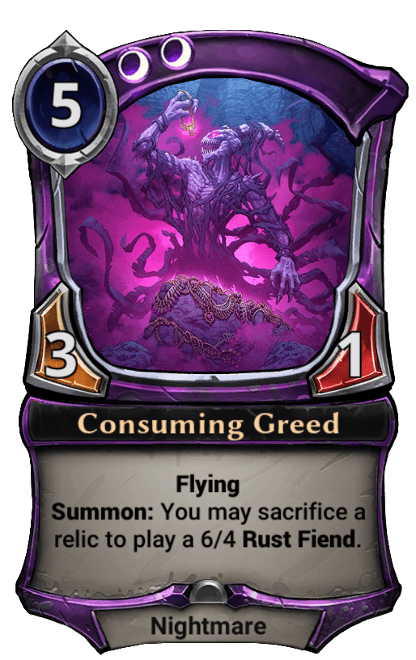 5
3
1
Consuming Greed
Flying
Summon: You may sacrifice a
relic to play a 6/4 Rust Fiend.
Nightmare